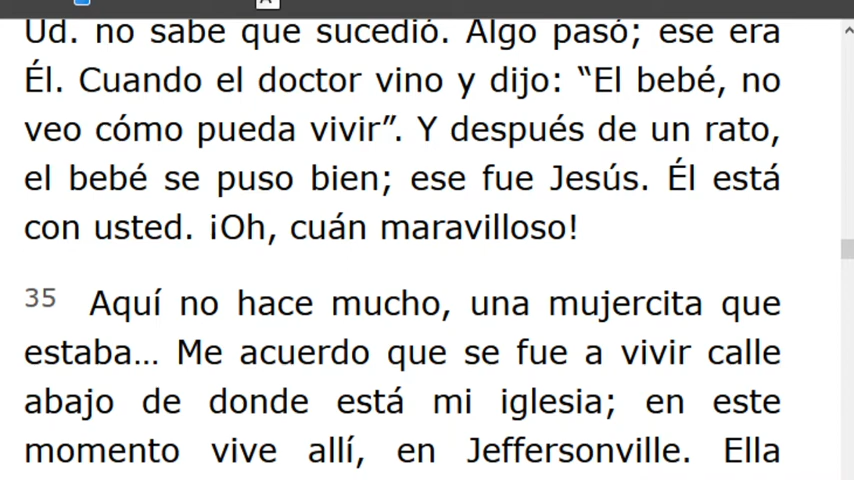 Ud. no sabe que sucedió. Algo pasó; ese era
Él. Cuando el doctor vino y dijo: “El bebé, no
veo cómo pueda vivir”. Y después de un rato,
el bebé se puso bien; ese fue Jesús. Él está
con usted. ¡Oh, cuán maravilloso!
35 Aquí no hace mucho, una mujercita que
estaba… Me acuerdo que se fue a vivir calle
abajo de donde está mi iglesia; en este
momento vive allí, en Jeffersonville. Ella